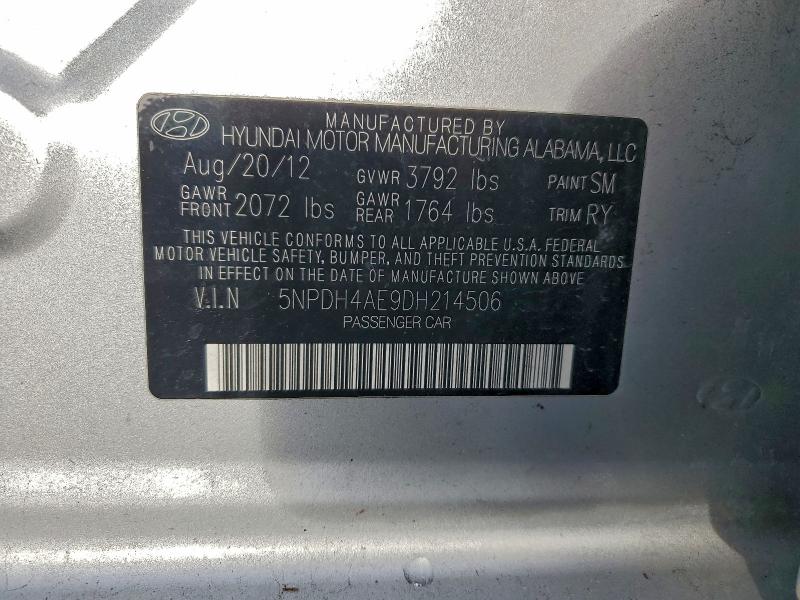 MANUFACTURED BY
HYUNDAI MOTOR MANUFACTURING ALABAMA, LLC
Aug/20/12 GVWR 3792 lbs PAINT SM
GAWR FRONT 2072 lbs GAWR REAR 1764 lbs TRIM RY
THIS VEHICLE CONFORMS TO ALL APPLICABLE U.S.A. FEDERAL
MOTOR VEHICLE SAFETY, BUMPER, AND THEFT PREVENTION STANDARDS
IN EFFECT ON THE DATE OF MANUFACTURE SHOWN ABOVE
V.I.N 5NPDH4AE9DH214506
PASSENGER CAR